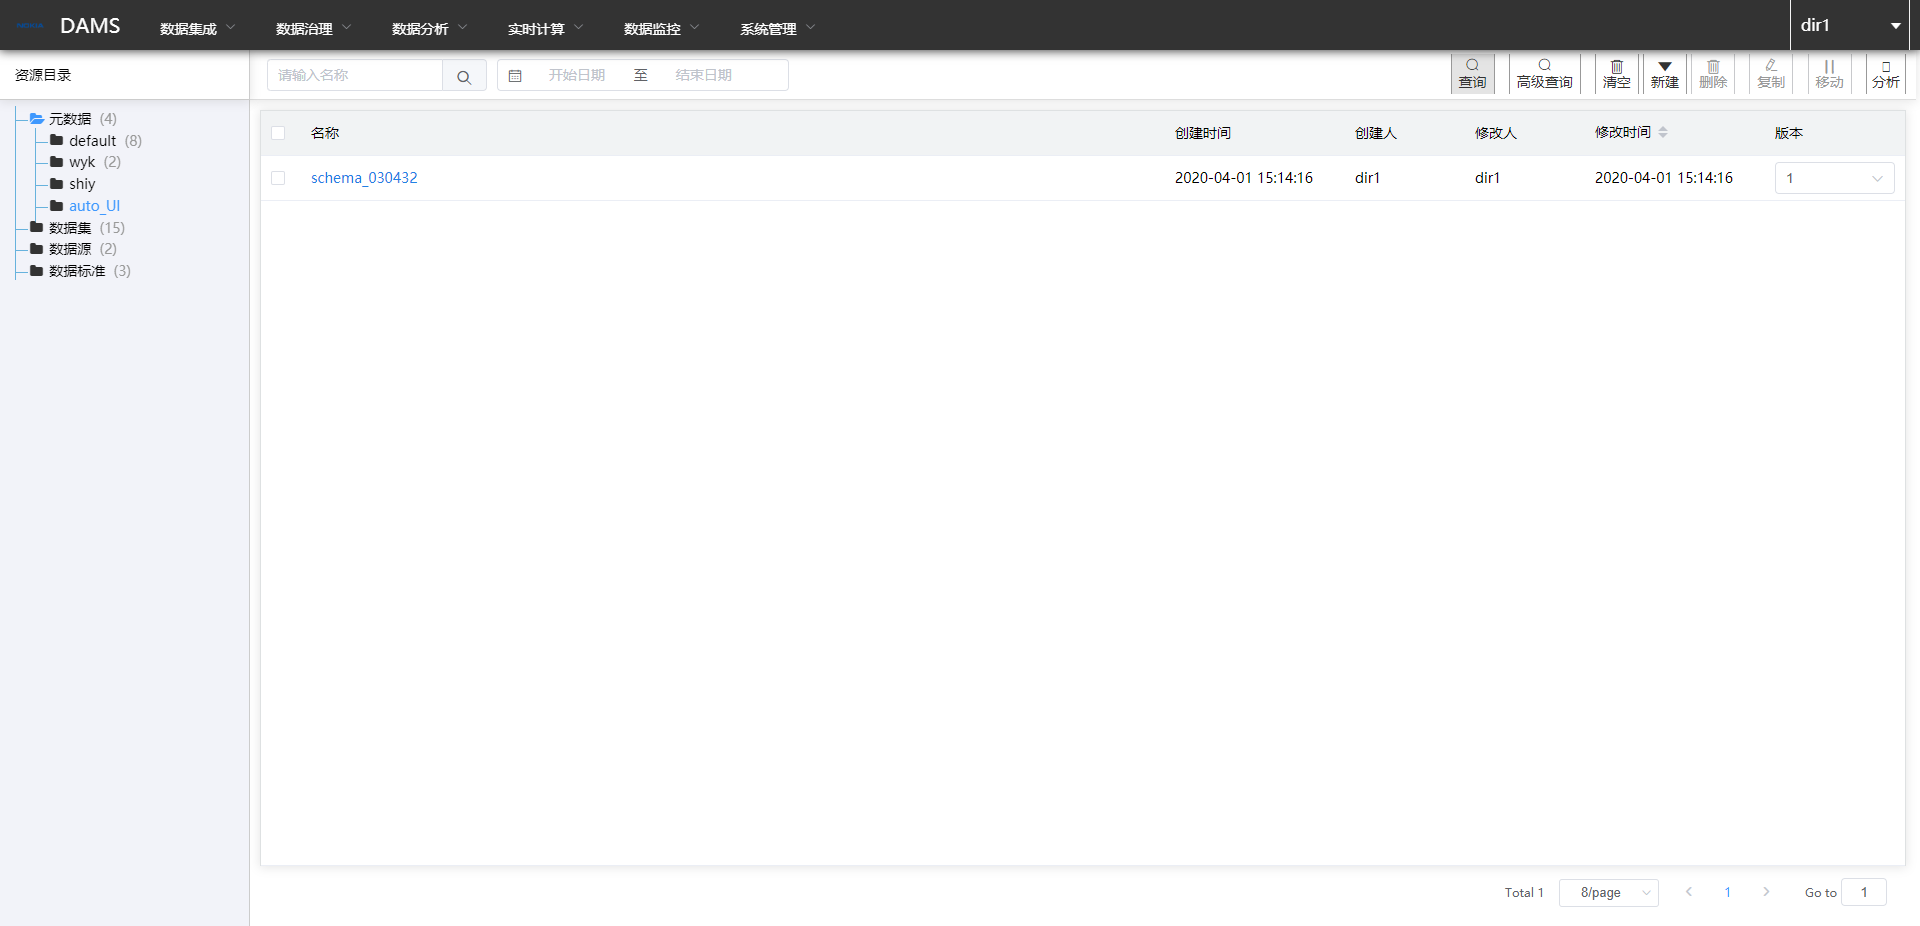 DAMS 数据集成 数据治理 数据分析 实时计算 数据监控 系统管理 dir1
资源目录
请输入名称 开始日期 至 结束日期 查询 高级查询 清空 新建 删除 复制 移动 分析
元数据 (4)
default (8)
wyk (2)
shiy
auto_UI
数据集 (15)
数据源 (2)
数据标准 (3)
名称 创建时间 创建人 修改人 修改时间 版本
schema_030432 2020-04-01 15:14:16 dir1 dir1 2020-04-01 15:14:16 1
Total 1 8/page 1 Go to 1